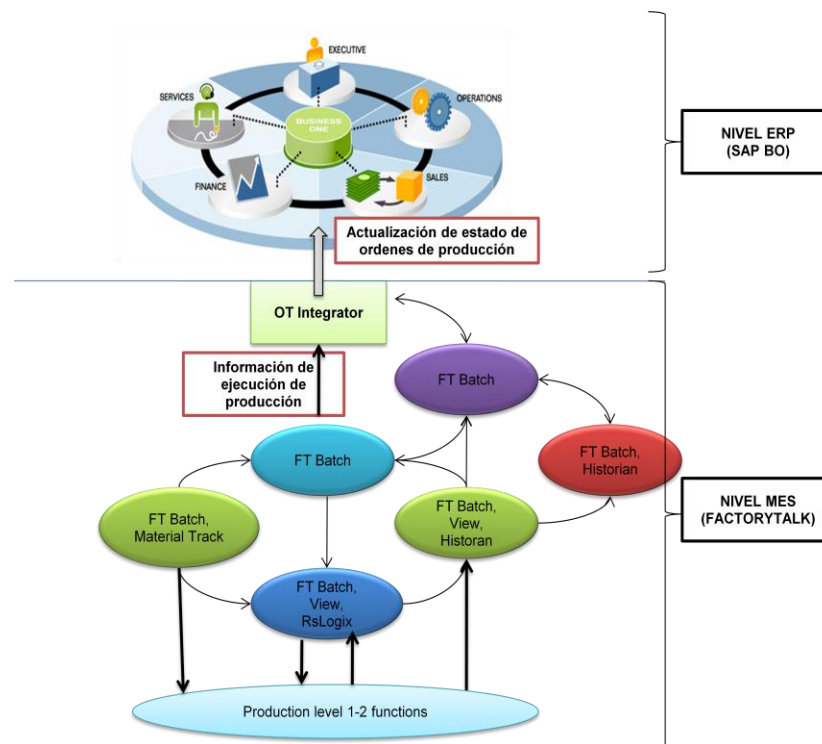 EXECUTIVE
SERVICES
OPERATIONS
BUSINESS
ONE
FINANCE
SALES
NIVEL ERP
(SAP BO)
Actualización de estado de
ordenes de producción
OT Integrator
Información de
ejecución de
producción
FT Batch
FT Batch
FT Batch,
Historian
FT Batch,
Material Track
FT Batch,
View,
Historan
NIVEL MES
(FACTORYTALK)
FT Batch,
View,
RsLogix
Production level 1-2 functions